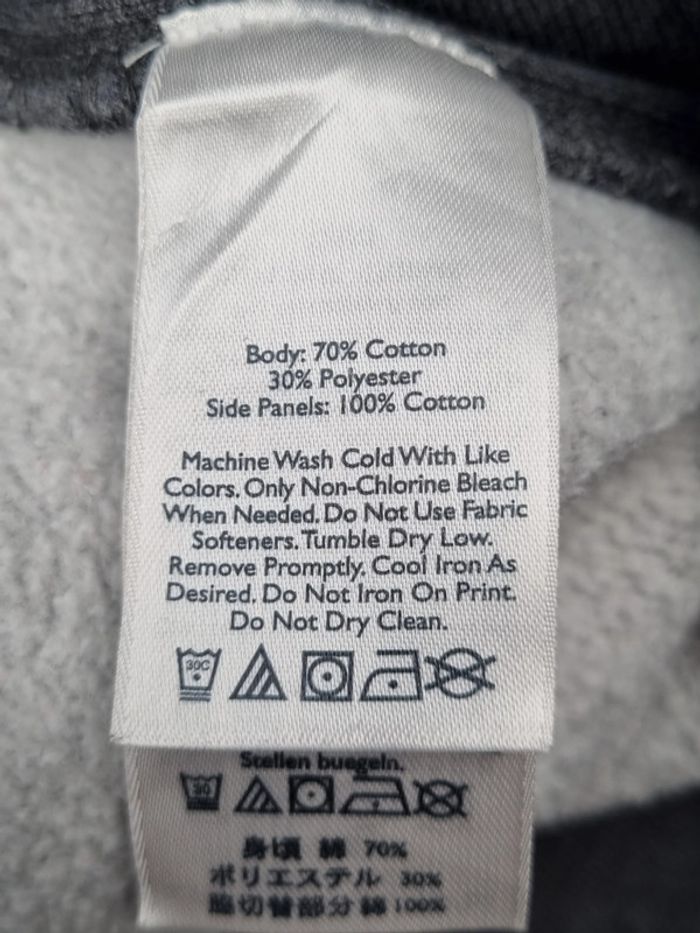 Body: 70% Cotton
30% Polyester
Side Panels: 100% Cotton
Machine Wash Cold With Like
Colors. Only Non-Chlorine Bleach
When Needed. Do Not Use Fabric
Softeners. Tumble Dry Low.
Remove Promptly. Cool Iron As
Desired. Do Not Iron On Print.
Do Not Dry Clean.
30C
Stellen buegeln.
30
身頃 綿 70%
ポリエステル 30%
脇切替部分 綿 100%